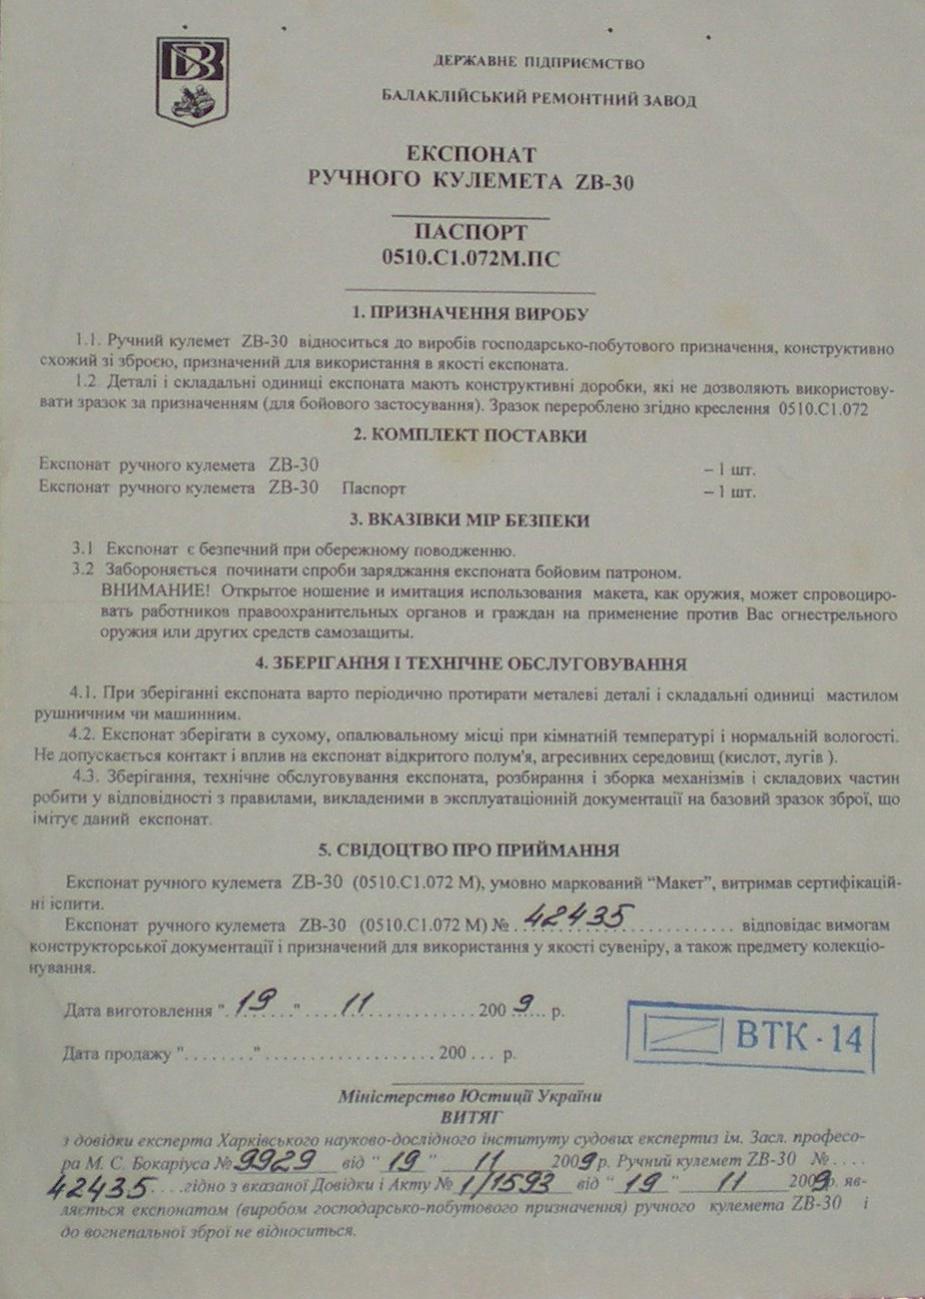 ДЕРЖАВНЕ ПІДПРИЄМСТВО
БАЛАКЛІЙСЬКИЙ РЕМОНТНИЙ ЗАВОД
ЕКСПОНАТ
РУЧНОГО КУЛЕМЕТА ZB-30
ПАСПОРТ
0510.С1.072М.ПС
1. ПРИЗНАЧЕННЯ ВИРОБУ
1.1. Ручний кулемет ZB-30 відноситься до виробів господарсько-побутового призначення, конструктивно
схожий зі зброєю, призначений для використання в якості експоната.
1.2. Деталі і складальні одиниці експоната мають конструктивні доробки, які не дозволяють використову-
вати зразок за призначенням (для бойового застосування). Зразок перероблено згідно креслення 0510.С1.072
2. КОМПЛЕКТ ПОСТАВКИ
Експонат ручного кулемета ZB-30 – 1 шт.
Експонат ручного кулемета ZB-30 Паспорт – 1 шт.
3. ВКАЗІВКИ МІР БЕЗПЕКИ
3.1 Експонат є безпечний при обережному поводженню.
3.2 Забороняється починати спроби заряджання експоната бойовим патроном.
ВНИМАНИЕ! Открытое ношение и имитация использования макета, как оружия, может спровоциро-
вать работников правоохранительных органов и граждан на применение против Вас огнестрельного
оружия или других средств самозащиты.
4. ЗБЕРІГАННЯ І ТЕХНІЧНЕ ОБСЛУГОВУВАННЯ
4.1. При зберіганні експоната варто періодично протирати металеві деталі і складальні одиниці мастилом
рушничним чи машинним.
4.2. Експонат зберігати в сухому, опалювальному місці при кімнатній температурі і нормальній вологості.
Не допускається контакт і вплив на експонат відкритого полум'я, агресивних середовищ (кислот, лугів ).
4.3. Зберігання, технічне обслуговування експоната, розбирання і зборка механізмів і складових частин
робити у відповідності з правилами, викладеними в эксплуатаціонній документації на базовий зразок зброї, що
імітує даний експонат.
5. СВІДОЦТВО ПРО ПРИЙМАННЯ
Експонат ручного кулемета ZB-30 (0510.С1.072 М), умовно маркований “Макет”, витримав сертифікацій-
ні іспити.
Експонат ручного кулемета ZB-30 (0510.С1.072 М) № 42435 відповідає вимогам
конструкторської документації і призначений для використання у якості сувеніру, а також предмету колекціо-
нування.
Дата виготовлення " 19 " 11 200 9 р.
ВТК - 14
Дата продажу "........" ...................... 200 ... р.
Міністерство Юстиції України
ВИТЯГ
з довідки експерта Харківського науково-дослідного інституту судових експертиз ім. Засл. професо-
ра М. С. Бокаріуса № 9929 від " 19 " 11 2009 р. Ручний кулемет ZB-30 № ....
42435 ....гідно з вказаної Довідки і Акту № 1/1593 від " 19 " 11 2009р. яв-
ляється експонатом (виробом господарсько-побутового призначення) ручного кулемета ZB-30 і
до вогнепальної зброї не відноситься.